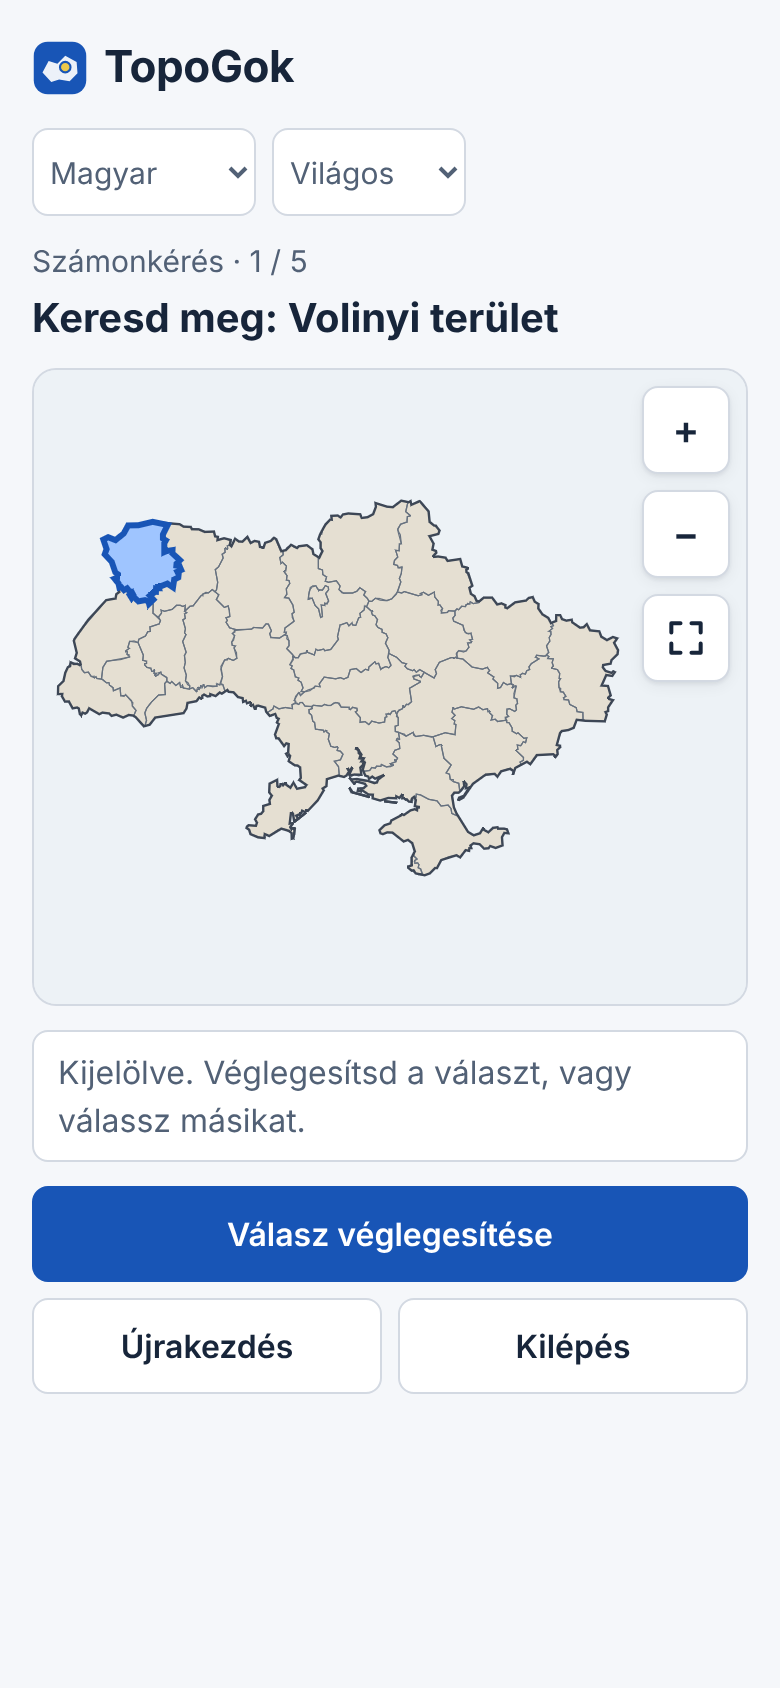 TopoGok
Magyar
Világos
Számonkérés · 1 / 5
Keresd meg: Volinyi terület
+
−
Kijelölve. Véglegesítsd a választ, vagy
válassz másikat.
Válasz véglegesítése
Újrakezdés
Kilépés